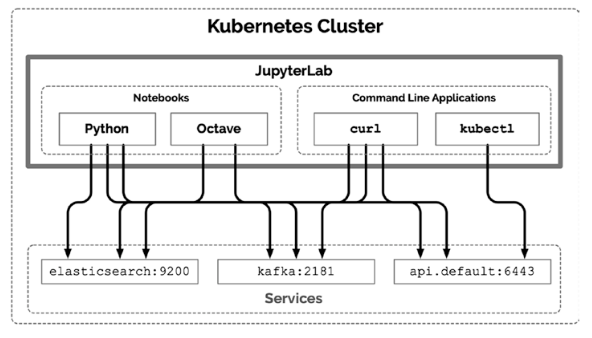 Kubernetes Cluster
JupyterLab
Notebooks
Command Line Applications
Python
Octave
curl
kubectl
elasticsearch:9200
kafka:2181
api.default:6443
Services